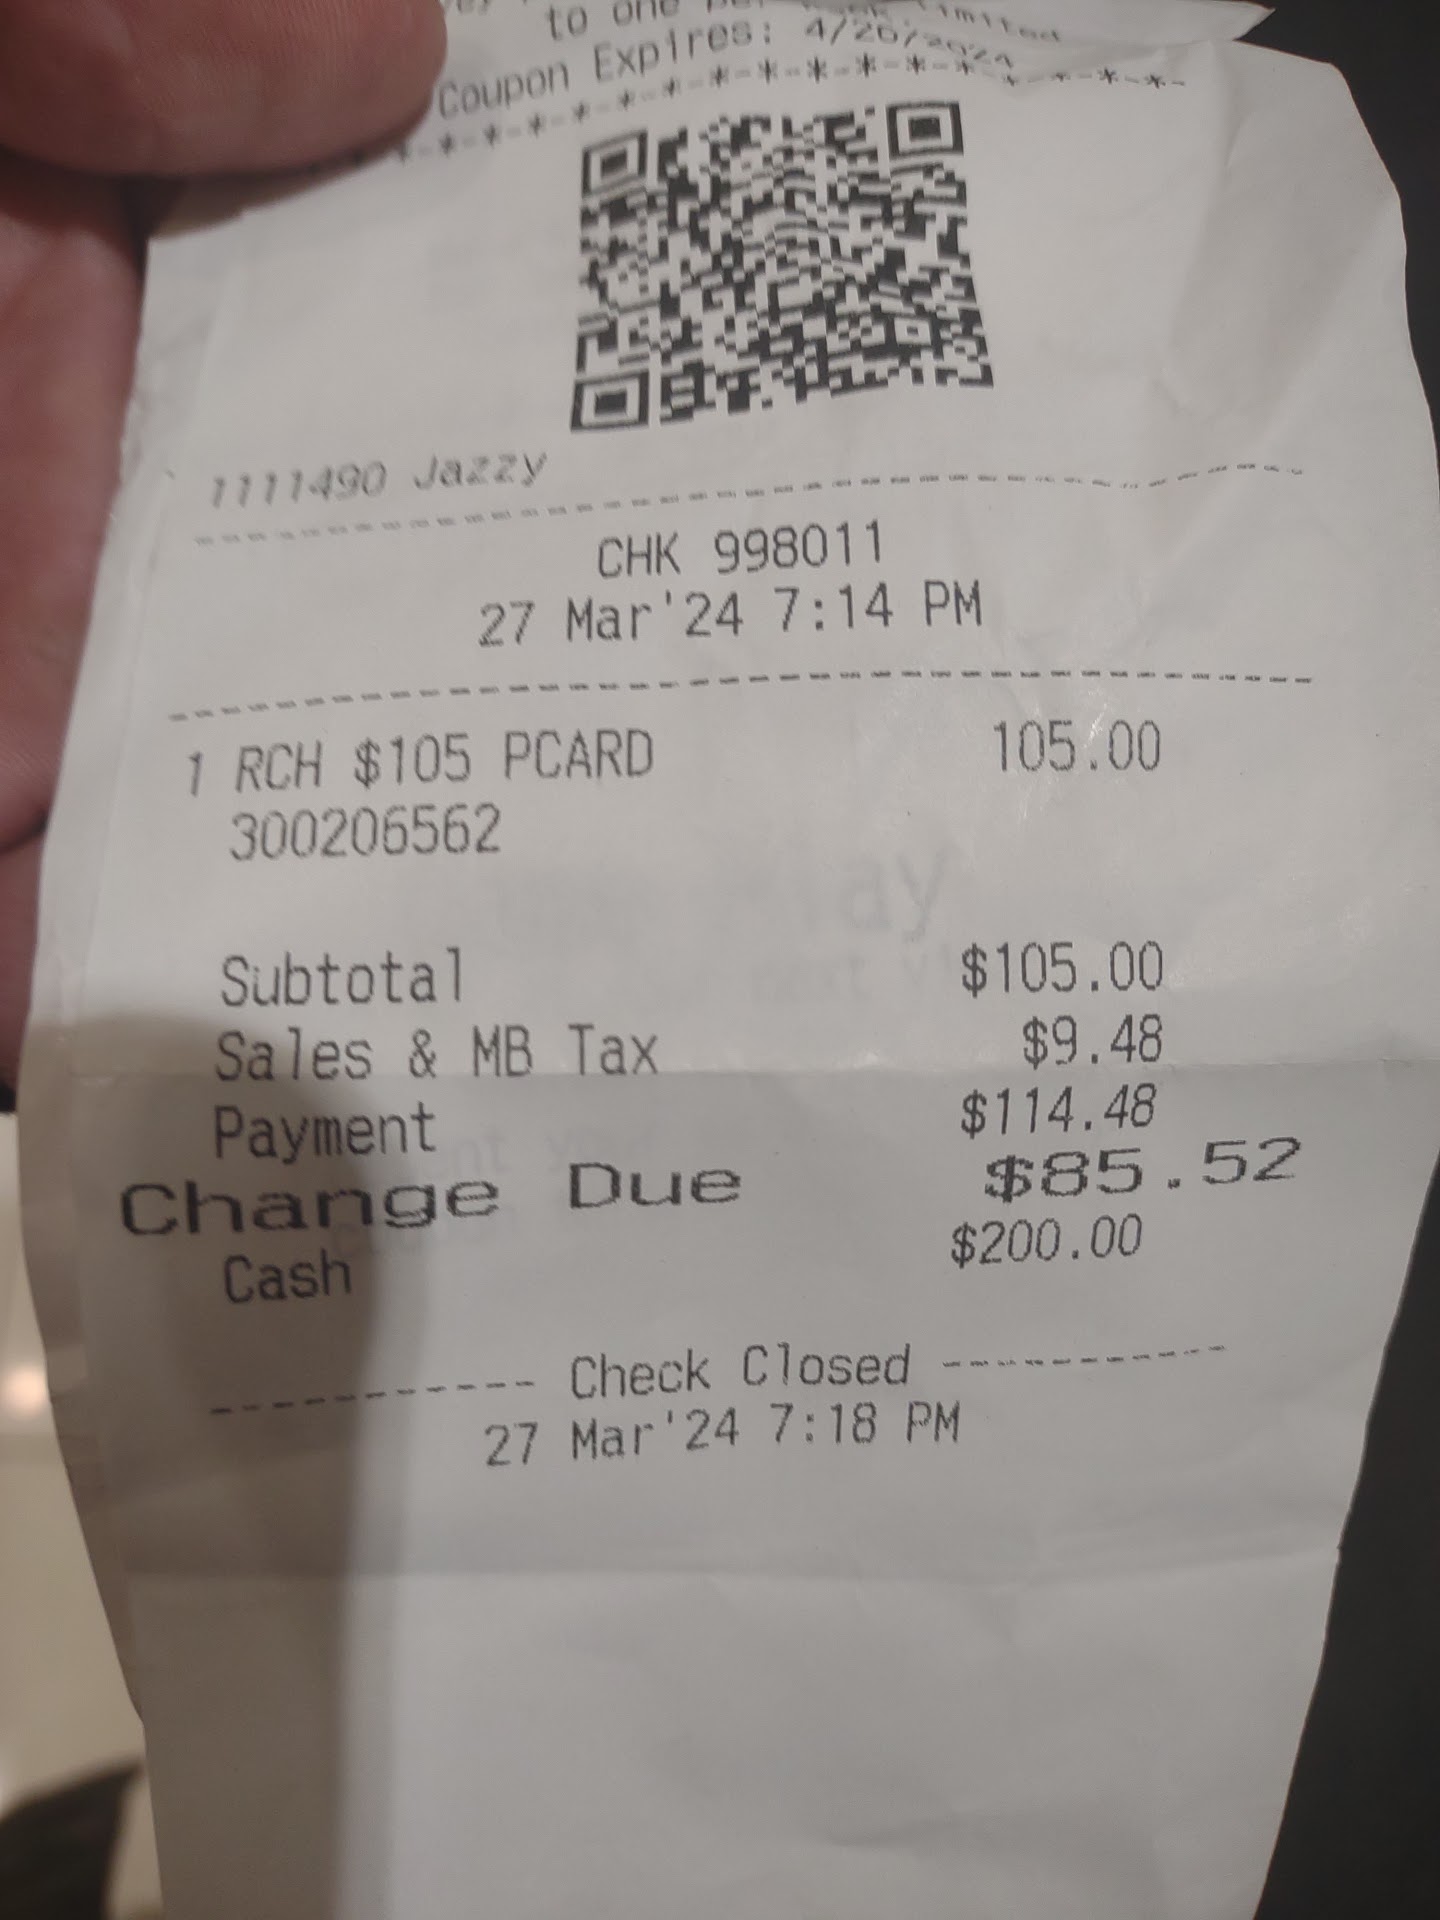 to one per
Coupon Expires: 4/26/2024
*-*-*-*-*-*-*-*-*-*-*-*-*-*-*-
1111490 Jazzy
--------------------------------------
CHK 998011
27 Mar'24 7:14 PM
--------------------------------------
1 RCH $105 PCARD 105.00
300206562
Subtotal $105.00
Sales & MB Tax $9.48
Payment $114.48
Change Due $85.52
Cash $200.00
---------- Check Closed -----------
27 Mar'24 7:18 PM